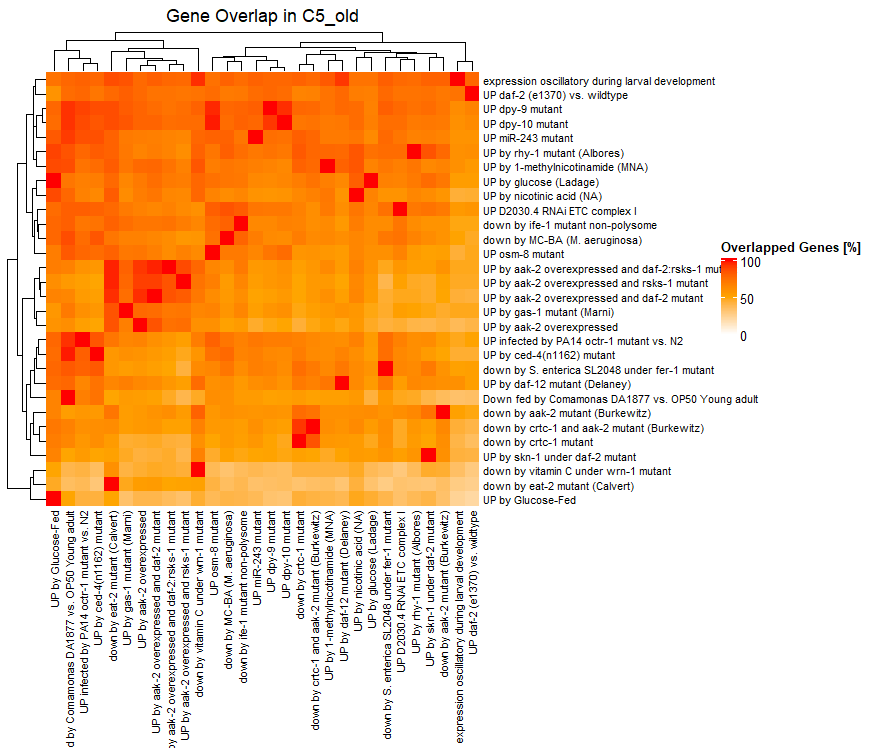 Gene Overlap in C5_old
expression oscillatory during larval development
UP daf-2 (e1370) vs. wildtype
UP dpy-9 mutant
UP dpy-10 mutant
UP miR-243 mutant
UP by rhy-1 mutant (Albores)
UP by 1-methylnicotinamide (MNA)
UP by glucose (Ladage)
UP by nicotinic acid (NA)
UP D2030.4 RNAi ETC complex I
down by ife-1 mutant non-polysome
down by MC-BA (M. aeruginosa)
UP osm-8 mutant
UP by aak-2 overexpressed and daf-2:rsks-1 mut
UP by aak-2 overexpressed and rsks-1 mutant
UP by aak-2 overexpressed and daf-2 mutant
UP by gas-1 mutant (Marni)
UP by aak-2 overexpressed
UP infected by PA14 octr-1 mutant vs. N2
UP by ced-4(n1162) mutant
down by S. enterica SL2048 under fer-1 mutant
UP by daf-12 mutant (Delaney)
Down fed by Comamonas DA1877 vs. OP50 Young adult
down by aak-2 mutant (Burkewitz)
down by crtc-1 and aak-2 mutant (Burkewitz)
down by crtc-1 mutant
UP by skn-1 under daf-2 mutant
down by vitamin C under wrn-1 mutant
down by eat-2 mutant (Calvert)
UP by Glucose-Fed
Overlapped Genes [%]
100
50
0
UP by Glucose-Fed
d by Comamonas DA1877 vs. OP50 Young adult
UP infected by PA14 octr-1 mutant vs. N2
UP by ced-4(n1162) mutant
down by eat-2 mutant (Calvert)
UP by gas-1 mutant (Marni)
UP by aak-2 overexpressed
UP by aak-2 overexpressed and daf-2 mutant
by aak-2 overexpressed and daf-2:rsks-1 mutant
UP by aak-2 overexpressed and rsks-1 mutant
down by vitamin C under wrn-1 mutant
UP osm-8 mutant
down by MC-BA (M. aeruginosa)
down by ife-1 mutant non-polysome
UP miR-243 mutant
UP dpy-9 mutant
UP dpy-10 mutant
down by crtc-1 mutant
down by crtc-1 and aak-2 mutant (Burkewitz)
UP by 1-methylnicotinamide (MNA)
UP by daf-12 mutant (Delaney)
UP by nicotinic acid (NA)
UP by glucose (Ladage)
down by S. enterica SL2048 under fer-1 mutant
UP D2030.4 RNAi ETC complex I
UP by rhy-1 mutant (Albores)
UP by skn-1 under daf-2 mutant
down by aak-2 mutant (Burkewitz)
expression oscillatory during larval development
UP daf-2 (e1370) vs. wildtype